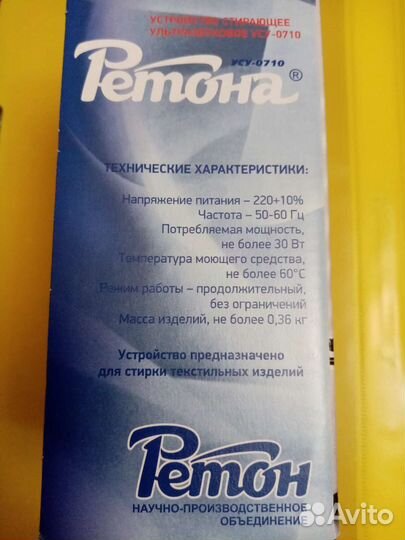 УСТРОЙСТВО СТИРАЮЩЕЕ
УЛЬТРАЗВУКОВОЕ УСУ-0710
УСУ-0710
Ретона®
ТЕХНИЧЕСКИЕ ХАРАКТЕРИСТИКИ:
Напряжение питания – 220+10%
Частота – 50-60 Гц
Потребляемая мощность,
не более 30 Вт
Температура моющего средства,
не более 60°С
Режим работы – продолжительный,
без ограничений
Масса изделий, не более 0,36 кг
Устройство предназначено
для стирки текстильных изделий
Ретон
НАУЧНО-ПРОИЗВОДСТВЕННОЕ
ОБЪЕДИНЕНИЕ
Avito